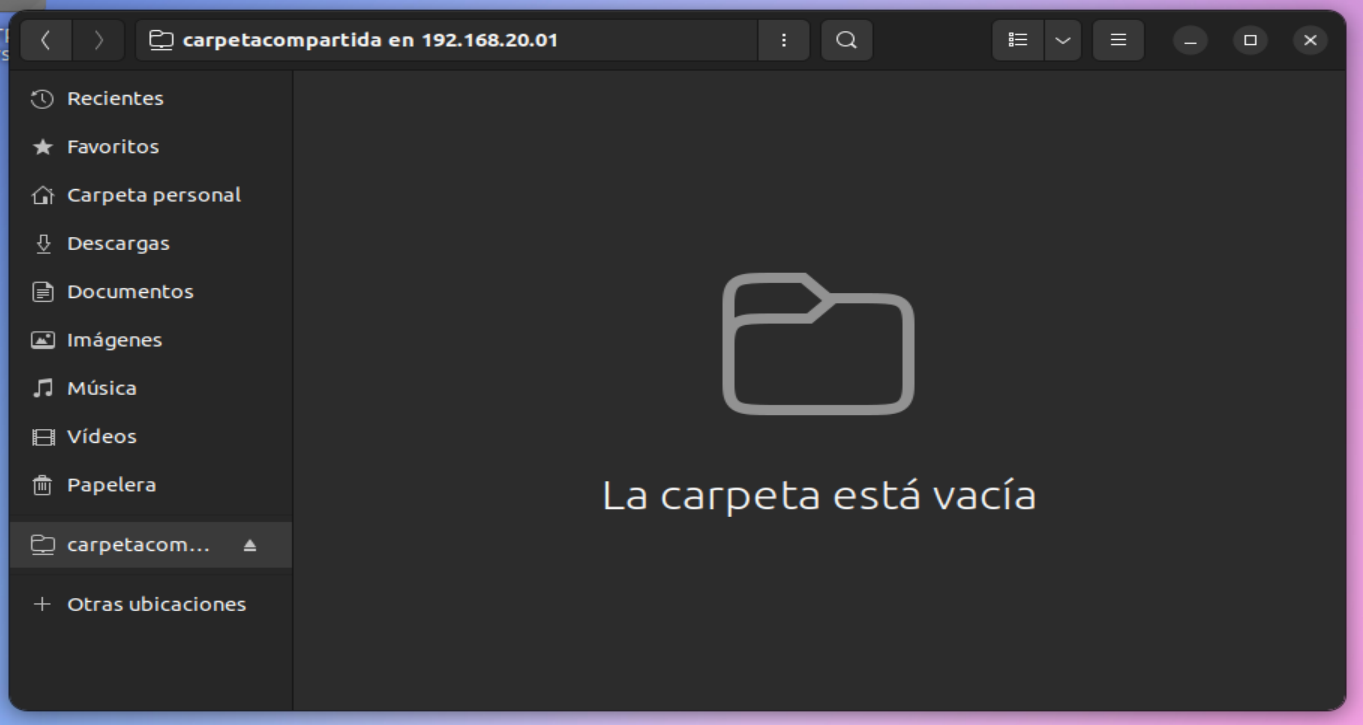 carpetacompartida en 192.168.20.01
Recientes
Favoritos
Carpeta personal
Descargas
Documentos
Imágenes
Música
Vídeos
Papelera
carpetacom...
Otras ubicaciones
La carpeta está vacía